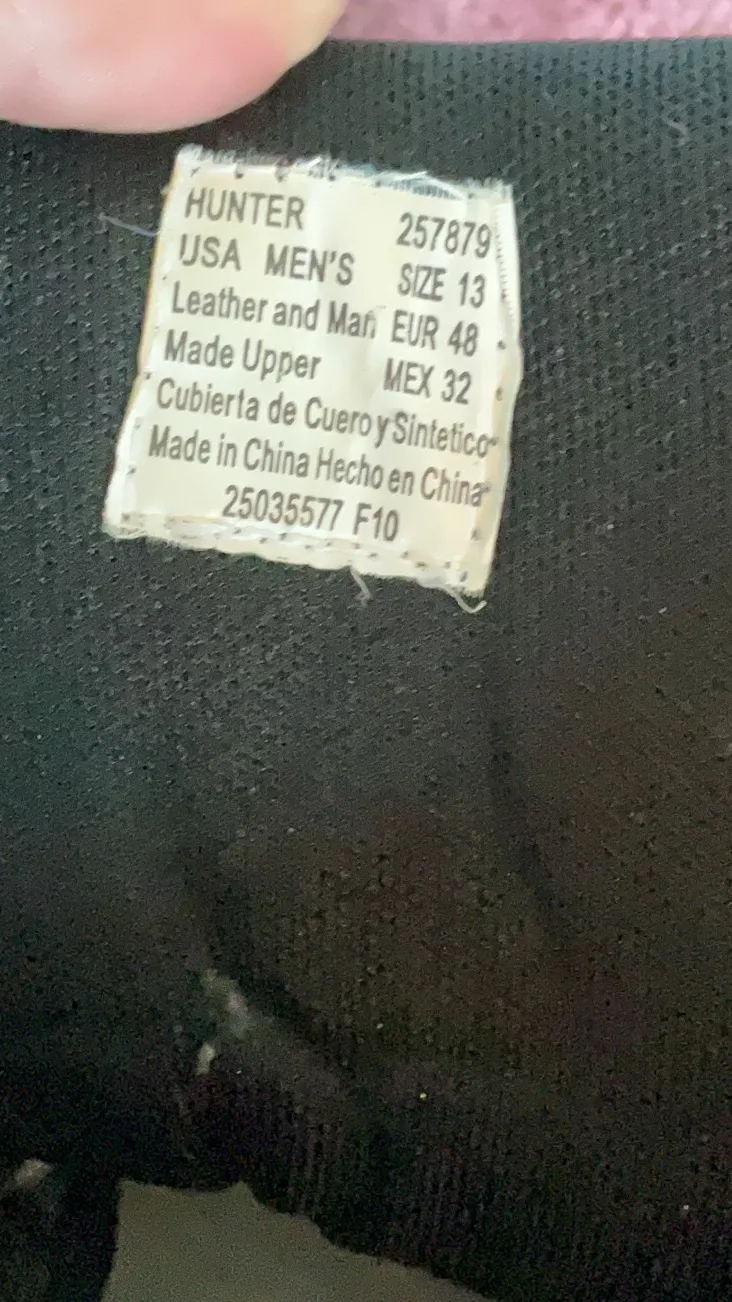 HUNTER 257879
USA MEN'S SIZE 13
Leather and Man EUR 48
Made Upper MEX 32
Cubierta de Cuero y Sintetico
Made in China Hecho en China
25035577 F10